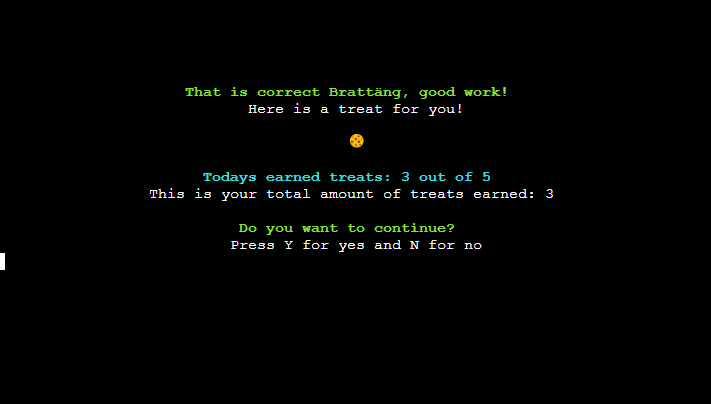 That is correct Brattäng, good work!
Here is a treat for you!
Todays earned treats: 3 out of 5
This is your total amount of treats earned: 3
Do you want to continue?
Press Y for yes and N for no